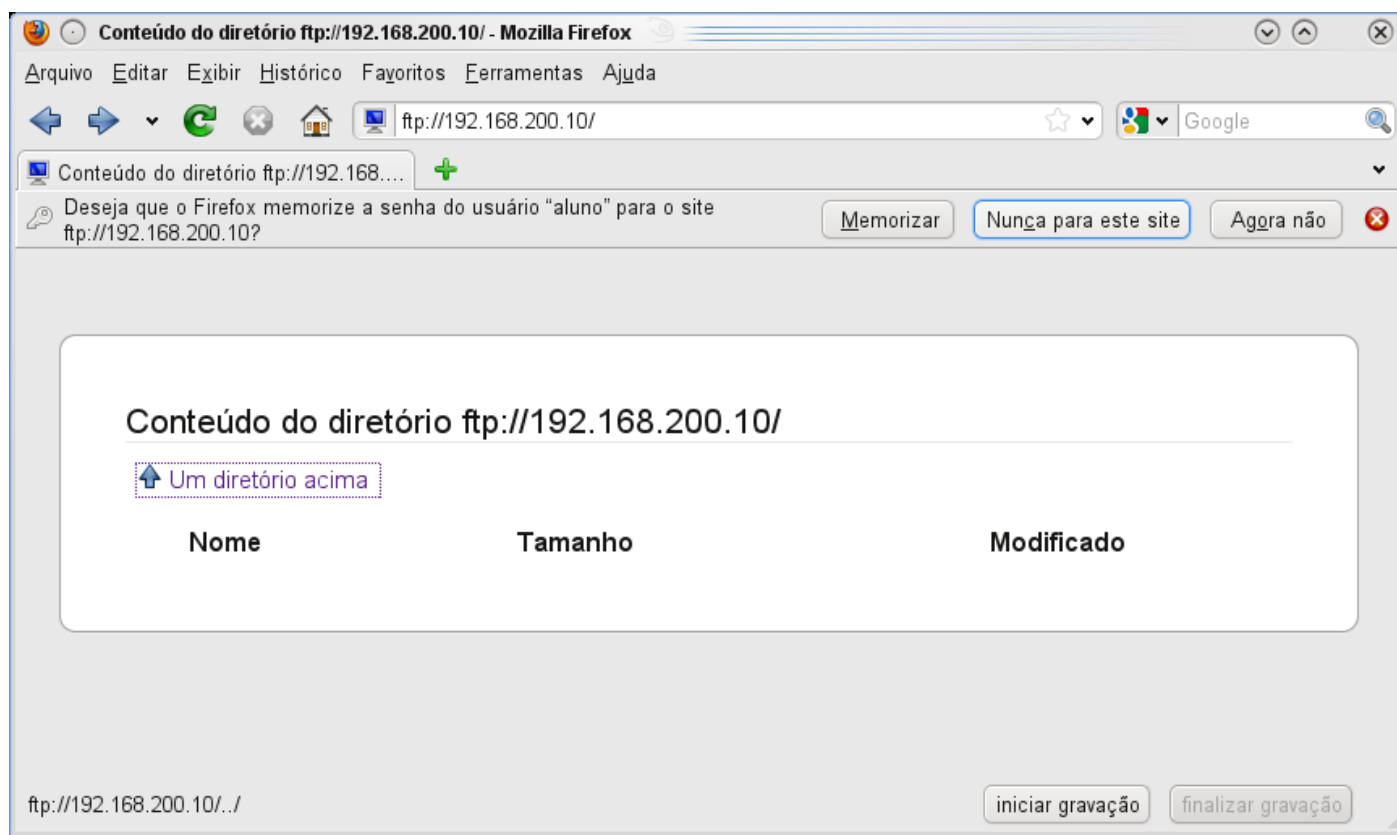 Conteúdo do diretório ftp://192.168.200.10/ - Mozilla Firefox
Arquivo Editar Exibir Histórico Favoritos Ferramentas Ajuda
ftp://192.168.200.10/ Google
Conteúdo do diretório ftp://192.168....
Deseja que o Firefox memorize a senha do usuário “aluno” para o site
ftp://192.168.200.10?
Memorizar Nunca para este site Agora não
Conteúdo do diretório ftp://192.168.200.10/
Um diretório acima
Nome Tamanho Modificado
ftp://192.168.200.10/../ iniciar gravação finalizar gravação